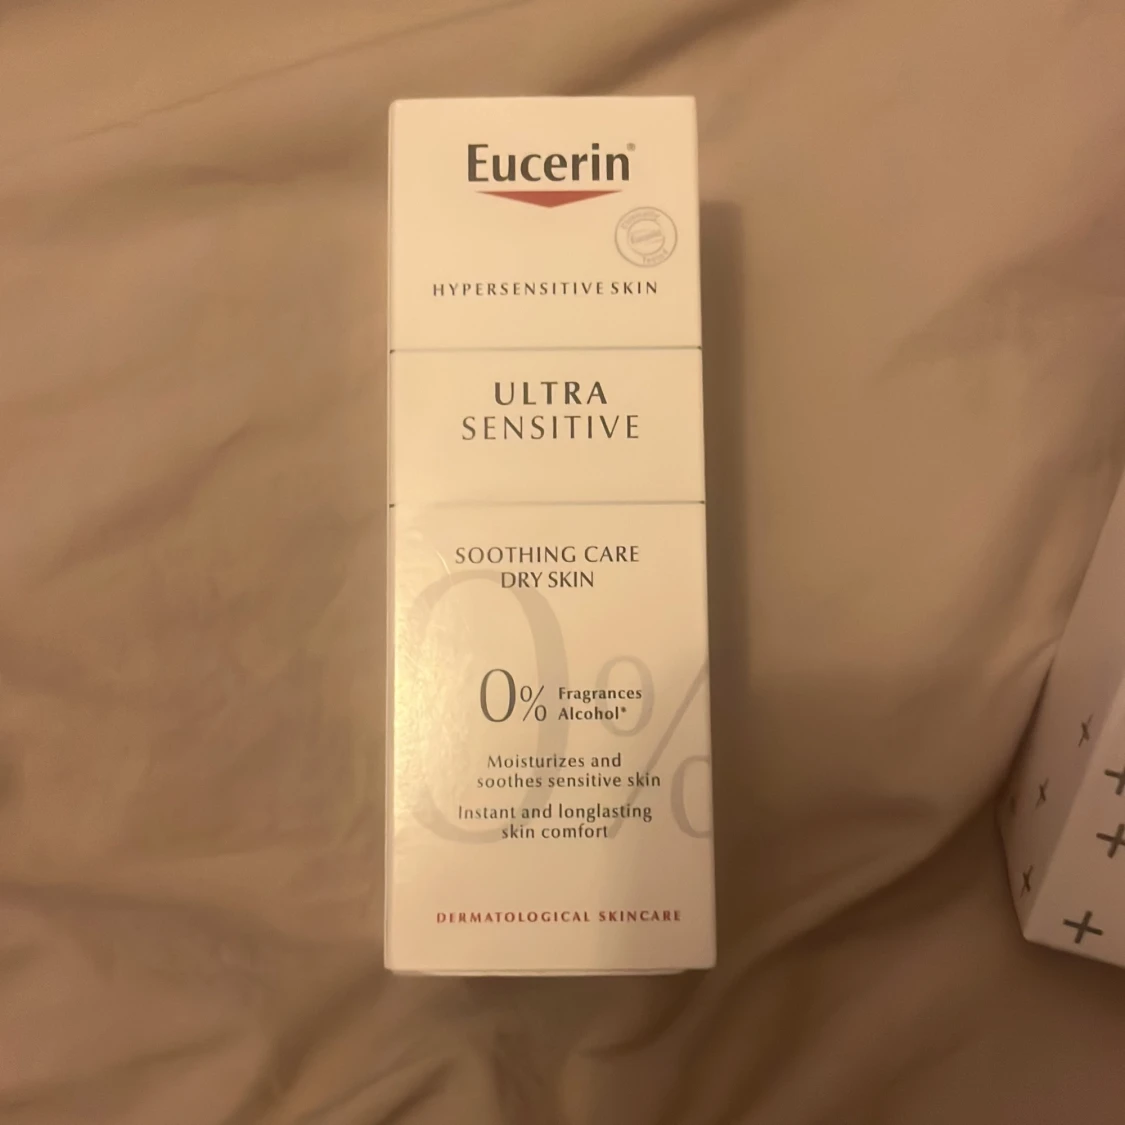 Eucerin®
HYPERSENSITIVE SKIN
ULTRA
SENSITIVE
SOOTHING CARE
DRY SKIN
0%
0% Fragrances
Alcohol*
Moisturizes and
soothes sensitive skin
Instant and longlasting
skin comfort
DERMATOLOGICAL SKINCARE